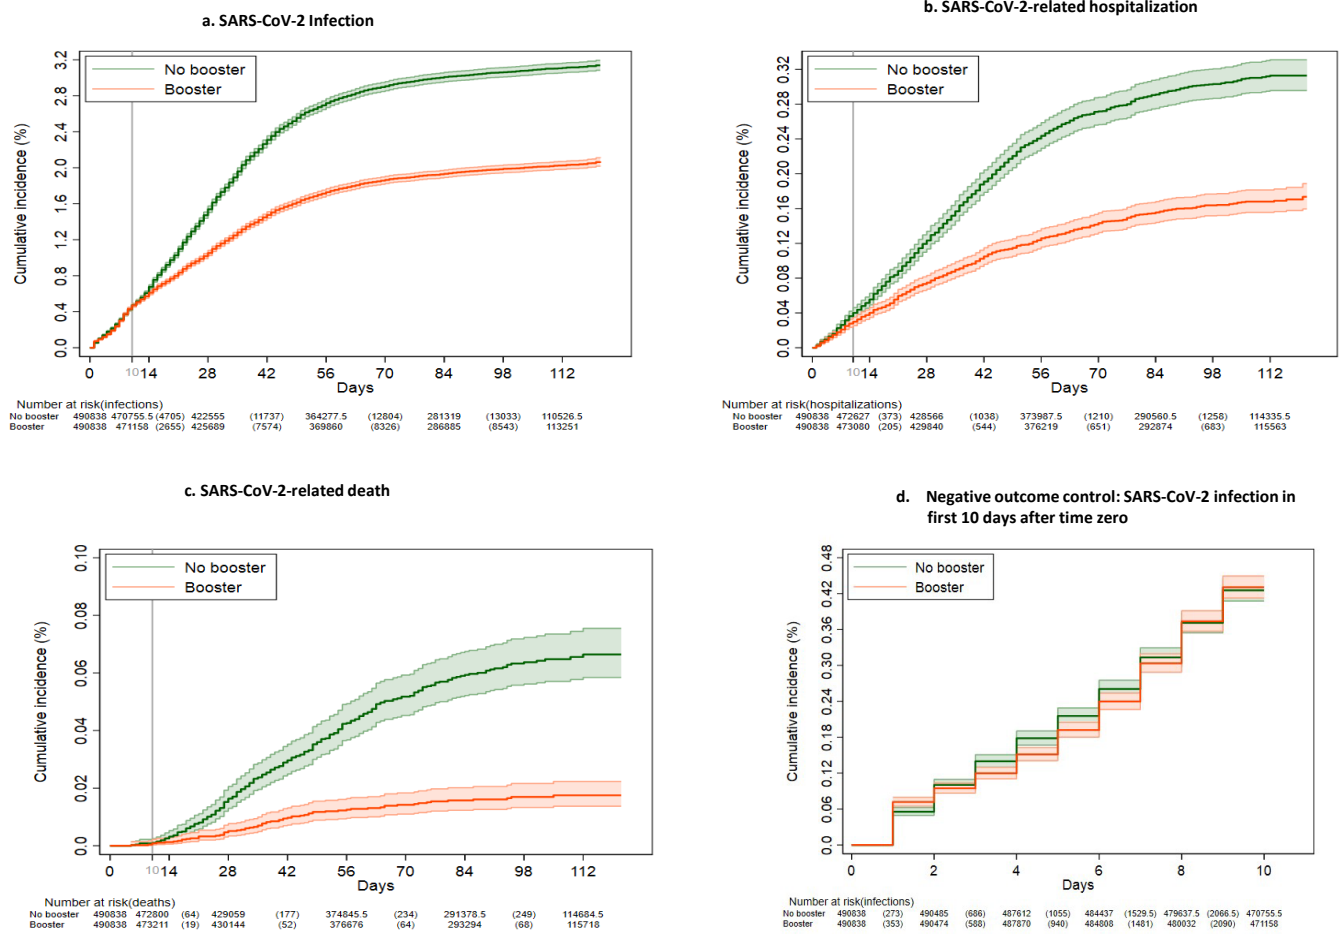 a. SARS-CoV-2 Infection
No booster
Booster
Cumulative incidence (%)
0.0 0.4 0.8 1.2 1.6 2.0 2.4 2.8 3.2
0 10 14 28 42 56 70 84 98 112
Days
Number at risk(infections)
No booster 490838 470755.5 (4705) 422555 (11737) 364277.5 (12804) 281319 (13033) 110526.5
Booster 490838 471158 (2655) 425689 (7574) 369860 (8326) 286885 (8543) 113251
b. SARS-CoV-2-related hospitalization
No booster
Booster
Cumulative incidence (%)
0.0 0.04 0.08 0.12 0.16 0.20 0.24 0.28 0.32
0 10 14 28 42 56 70 84 98 112
Days
Number at risk(hospitalizations)
No booster 490838 472627 (373) 428566 (1038) 373987.5 (1210) 290560.5 (1258) 114335.5
Booster 490838 473080 (205) 429840 (544) 376219 (651) 292874 (683) 115563
c. SARS-CoV-2-related death
No booster
Booster
Cumulative incidence (%)
0.0 0.02 0.04 0.06 0.08 0.10
0 10 14 28 42 56 70 84 98 112
Days
Number at risk(deaths)
No booster 490838 472800 (64) 429059 (177) 374845.5 (234) 291378.5 (249) 114684.5
Booster 490838 473211 (19) 430144 (52) 376676 (64) 293294 (68) 115718
d. Negative outcome control: SARS-CoV-2 infection in
first 10 days after time zero
No booster
Booster
Cumulative incidence (%)
0.0 0.06 0.12 0.18 0.24 0.30 0.36 0.42 0.48
0 2 4 6 8 10
Days
Number at risk(infections)
No booster 490838 (273) 490485 (686) 487612 (1055) 484437 (1529.5) 479637.5 (2066.5) 470755.5
Booster 490838 (353) 490474 (588) 487870 (940) 484808 (1481) 480032 (2090) 471158